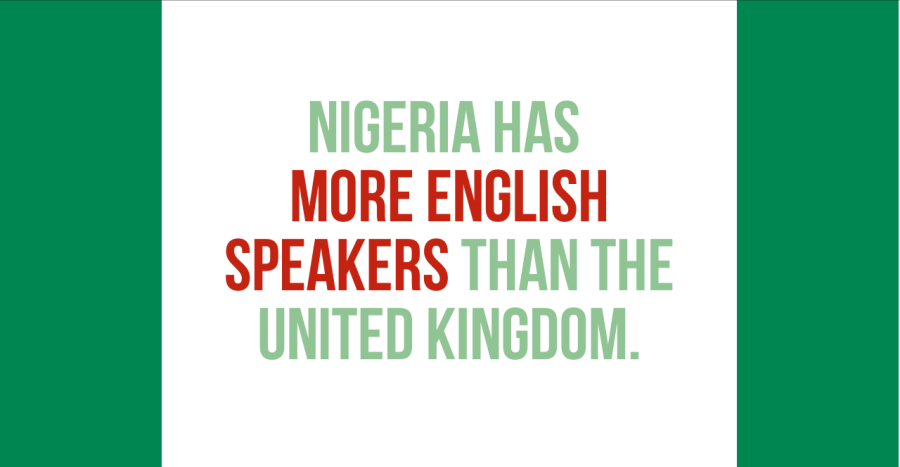 NIGERIA HAS
MORE ENGLISH
SPEAKERS THAN THE
UNITED KINGDOM.